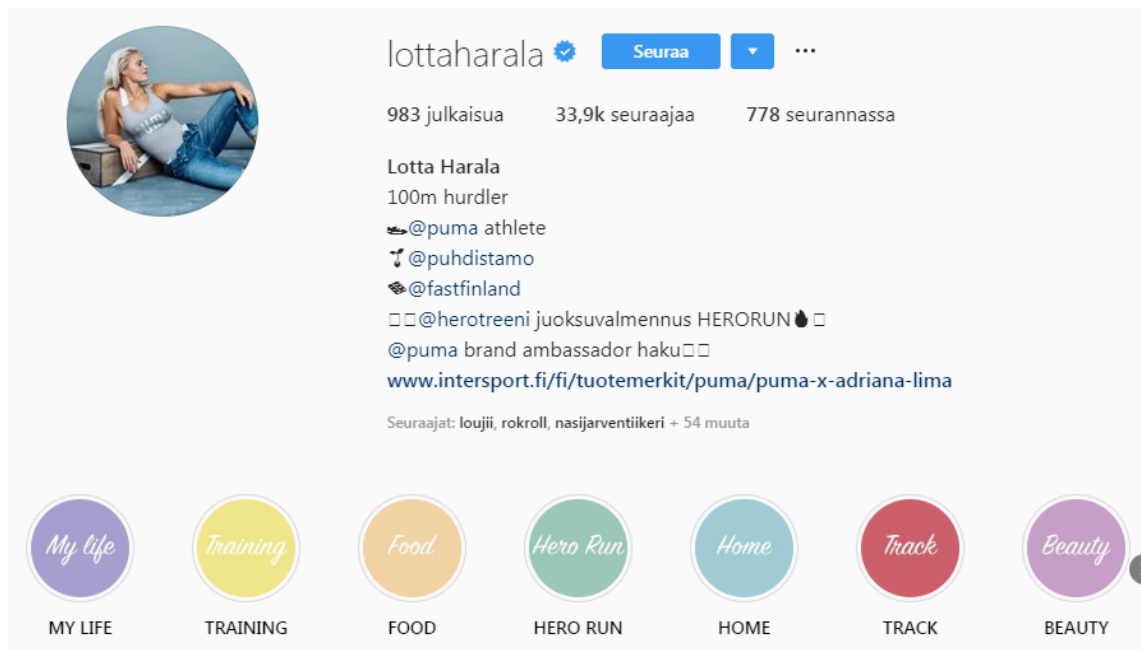 lottaharala Seuraa
983 julkaisua 33,9k seuraajaa 778 seurannassa
Lotta Harala
100m hurdler
@puma athlete
@puhdistamo
@fastfinland
@herotreeni juoksuvalmennus HERORUN
@puma brand ambassador haku
www.intersport.fi/fi/tuotemerkit/puma/puma-x-adriana-lima
Seuraajat: loujii, rokroll, nasijarventiikeri + 54 muuta
My life Training Food Hero Run Home Track Beauty
MY LIFE TRAINING FOOD HERO RUN HOME TRACK BEAUTY